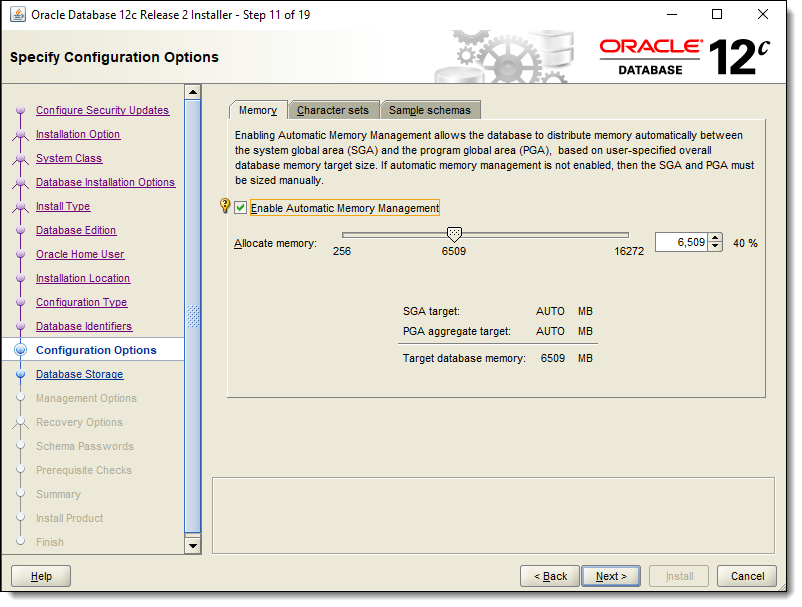 Oracle Database 12c Release 2 Installer - Step 11 of 19
Specify Configuration Options
ORACLE
DATABASE
12c
Configure Security Updates
Installation Option
System Class
Database Installation Options
Install Type
Database Edition
Oracle Home User
Installation Location
Configuration Type
Database Identifiers
Configuration Options
Database Storage
Management Options
Recovery Options
Schema Passwords
Prerequisite Checks
Summary
Install Product
Finish
Memory Character sets Sample schemas
Enabling Automatic Memory Management allows the database to distribute memory automatically between
the system global area (SGA) and the program global area (PGA), based on user-specified overall
database memory target size. If automatic memory management is not enabled, then the SGA and PGA must
be sized manually.
Enable Automatic Memory Management
Allocate memory: 6,509 40 %
256 6509 16272
SGA target: AUTO MB
PGA aggregate target: AUTO MB
Target database memory: 6509 MB
Help < Back Next > Install Cancel